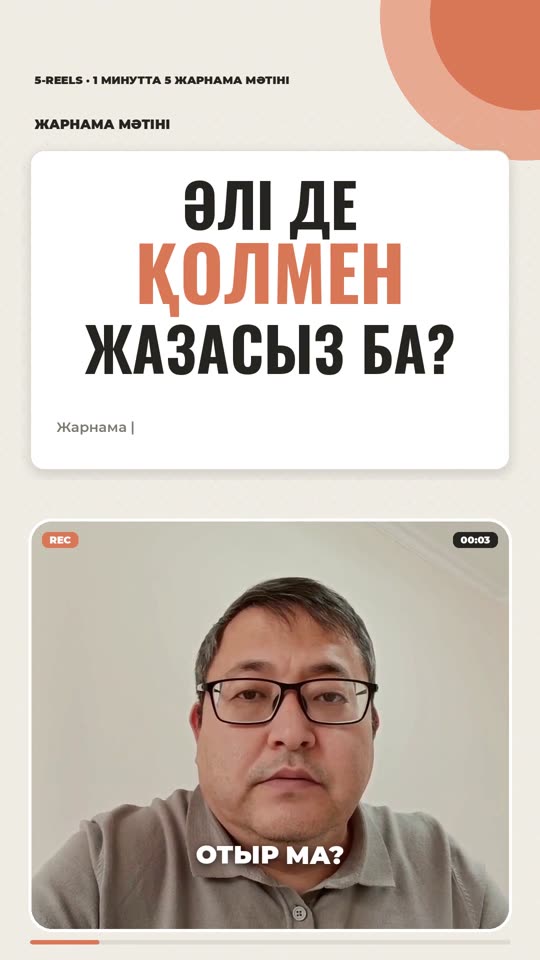 5-REELS · 1 МИНУТТА 5 ЖАРНАМА МӘТІНІ
ЖАРНАМА МӘТІНІ
ӘЛІ ДЕ
ҚОЛМЕН
ЖАЗАСЫЗ БА?
Жарнама |
REC
00:03
ОТЫР МА?